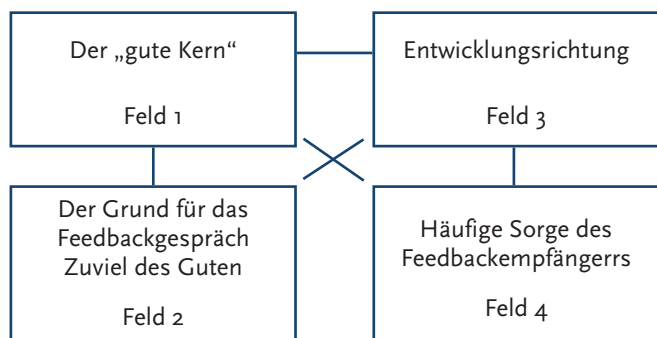 Der „gute Kern“
Feld 1
Entwicklungsrichtung
Feld 3
Der Grund für das
Feedbackgespräch
Zuviel des Guten
Feld 2
Häufige Sorge des
Feedbackempfängerrs
Feld 4